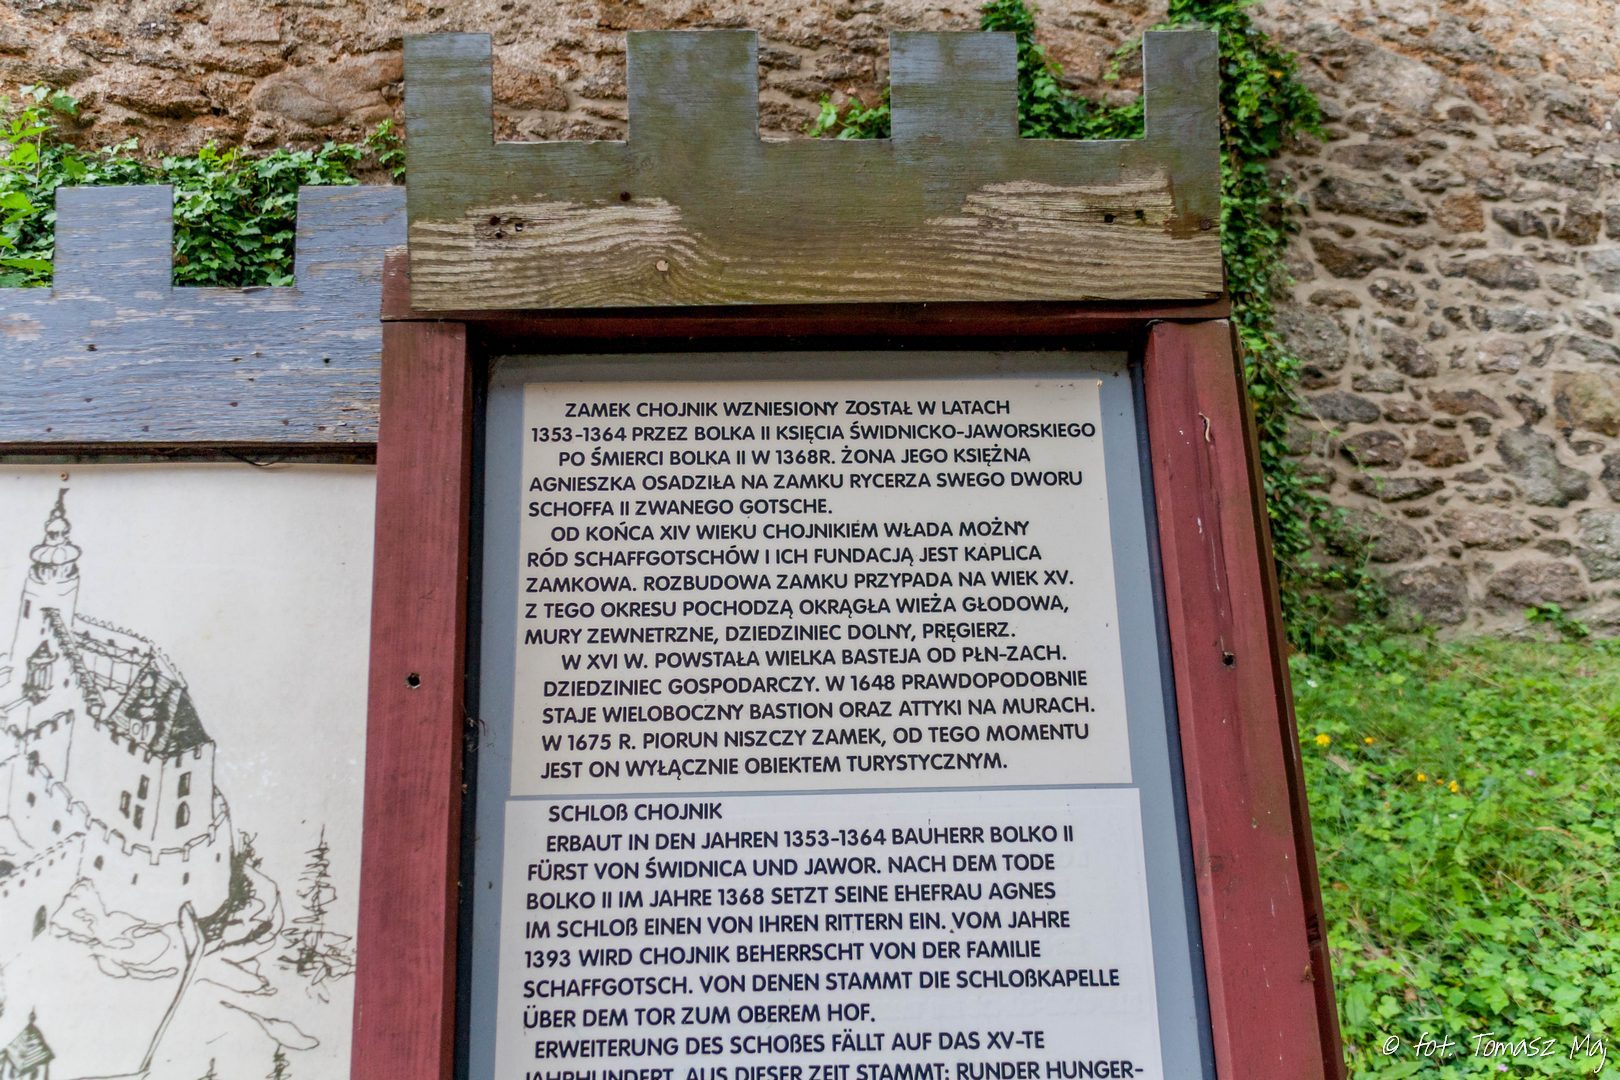 ZAMEK CHOJNIK WZNIESIONY ZOSTAŁ W LATACH
1353-1364 PRZEZ BOLKA II KSIĘCIA ŚWIDNICKO-JAWORSKIEGO
PO ŚMIERCI BOLKA II W 1368R. ŻONA JEGO KSIĘŻNA
AGNIESZKA OSADZIŁA NA ZAMKU RYCERZA SWEGO DWORU
SCHOFFA II ZWANEGO GOTSCHE.
OD KOŃCA XIV WIEKU CHOJNIKIEM WŁADA MOŻNY
RÓD SCHAFFGOTSCHÓW I ICH FUNDACJĄ JEST KAPLICA
ZAMKOWA. ROZBUDOWA ZAMKU PRZYPADA NA WIEK XV.
Z TEGO OKRESU POCHODZĄ OKRĄGŁA WIEŻA GŁODOWA,
MURY ZEWNETRZNE, DZIEDZINIEC DOLNY, PRĘGIERZ.
W XVI W. POWSTAŁA WIELKA BASTEJA OD PŁN-ZACH.
DZIEDZINIEC GOSPODARCZY. W 1648 PRAWDOPODOBNIE
STAJE WIELOBOCZNY BASTION ORAZ ATTYKI NA MURACH.
W 1675 R. PIORUN NISZCZY ZAMEK, OD TEGO MOMENTU
JEST ON WYŁĄCZNIE OBIEKTEM TURYSTYCZNYM.
SCHLOß CHOJNIK
ERBAUT IN DEN JAHREN 1353-1364 BAUHERR BOLKO II
FÜRST VON ŚWIDNICA UND JAWOR. NACH DEM TODE
BOLKO II IM JAHRE 1368 SETZT SEINE EHEFRAU AGNES
IM SCHLOß EINEN VON IHREN RITTERN EIN. VOM JAHRE
1393 WIRD CHOJNIK BEHERRSCHT VON DER FAMILIE
SCHAFFGOTSCH. VON DENEN STAMMT DIE SCHLOßKAPELLE
ÜBER DEM TOR ZUM OBEREM HOF.
ERWEITERUNG DES SCHOßES FÄLLT AUF DAS XV-TE
JAHRHUNDERT. AUS DIESER ZEIT STAMMT: RUNDER HUNGER-
© fot. Tomasz Maj